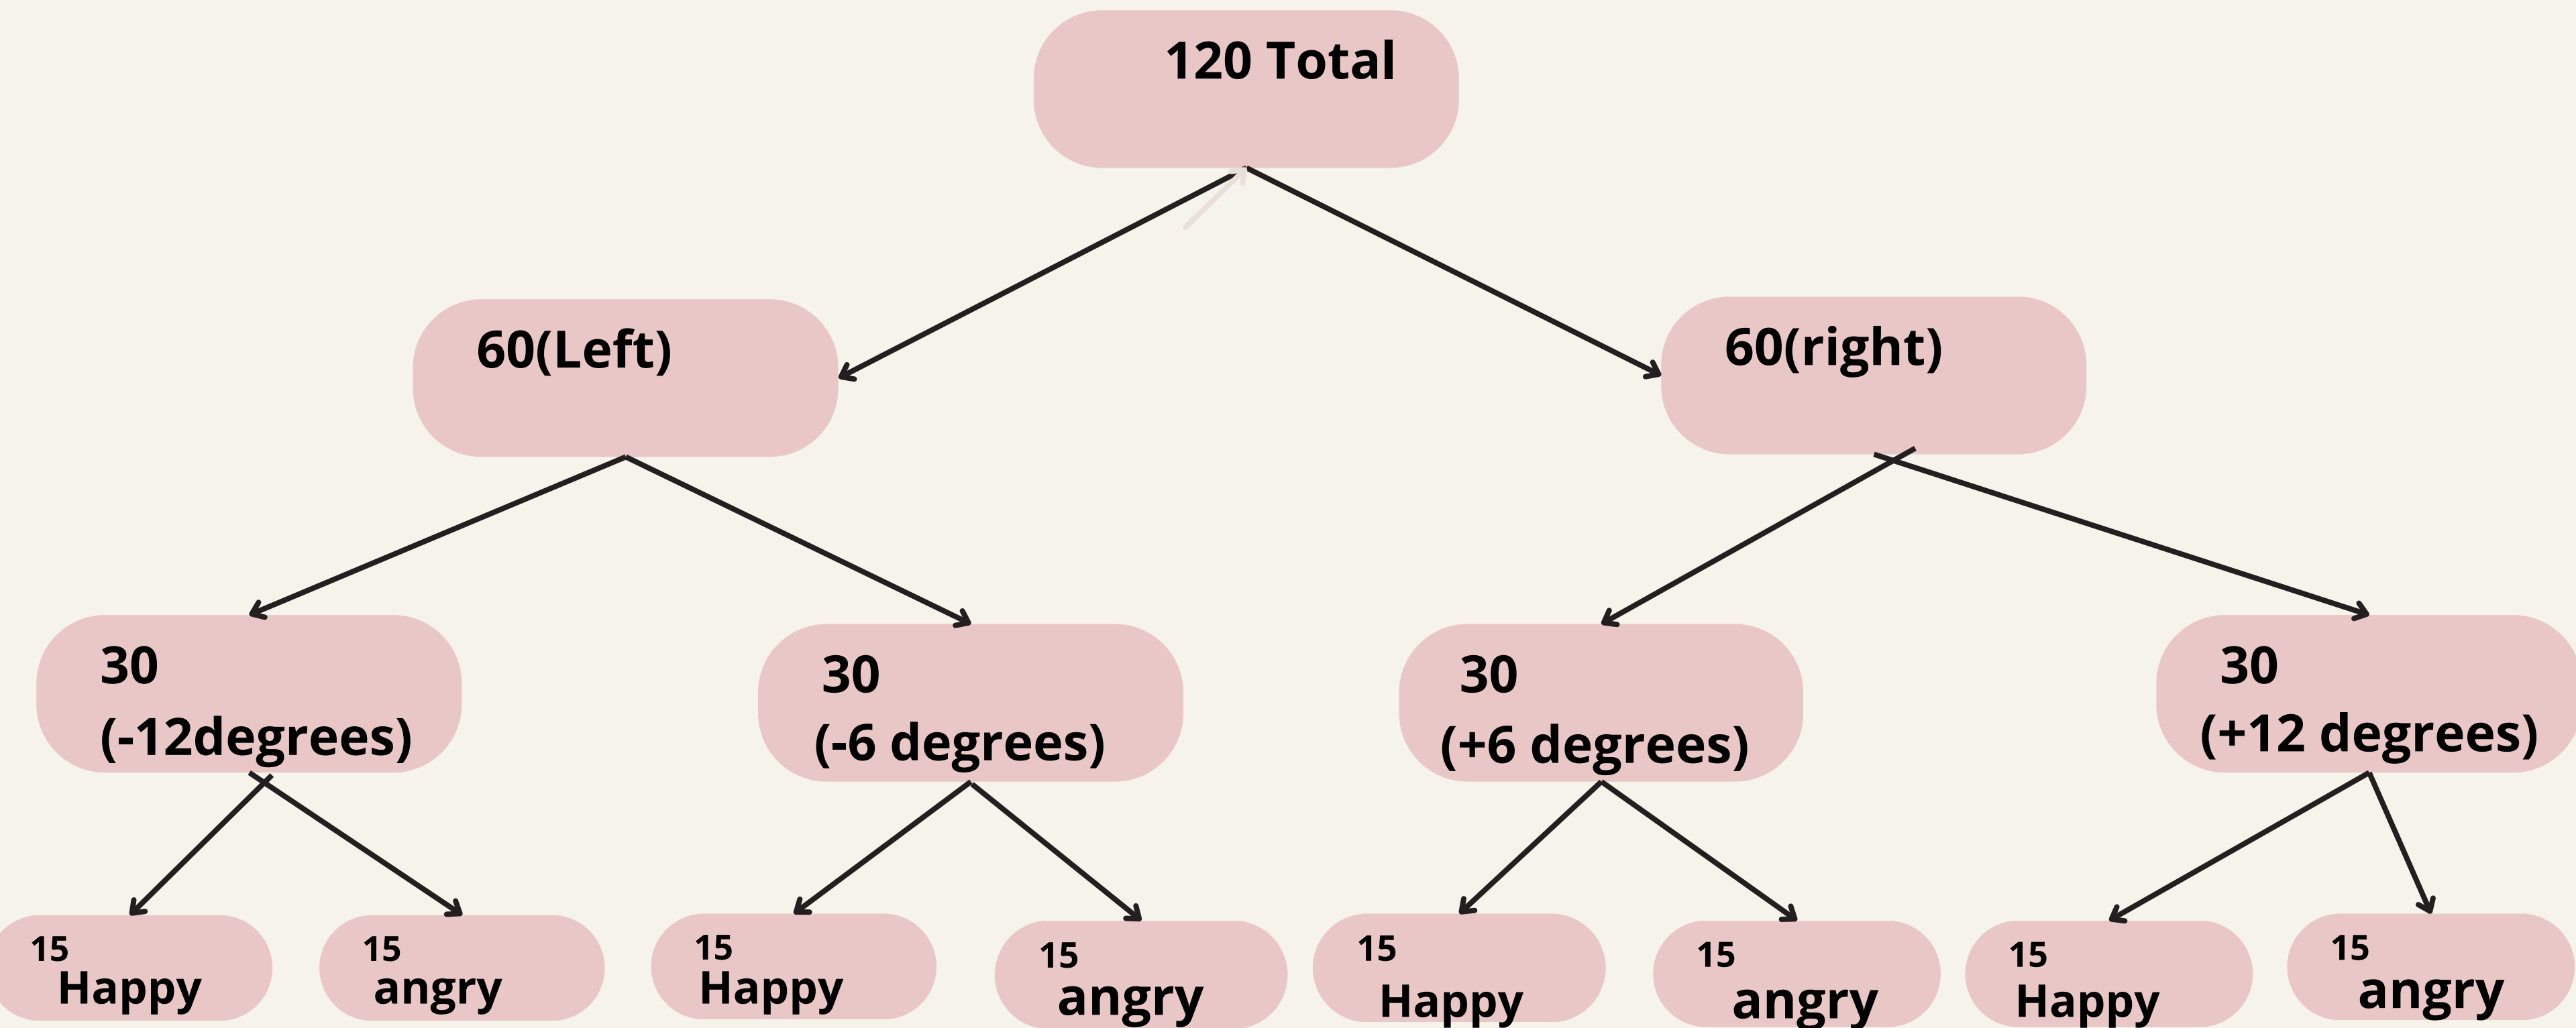 120 Total
60(Left)
60(right)
30
(-12degrees)
30
(-6 degrees)
30
(+6 degrees)
30
(+12 degrees)
15
Happy
15
angry
15
Happy
15
angry
15
Happy
15
angry
15
Happy
15
angry